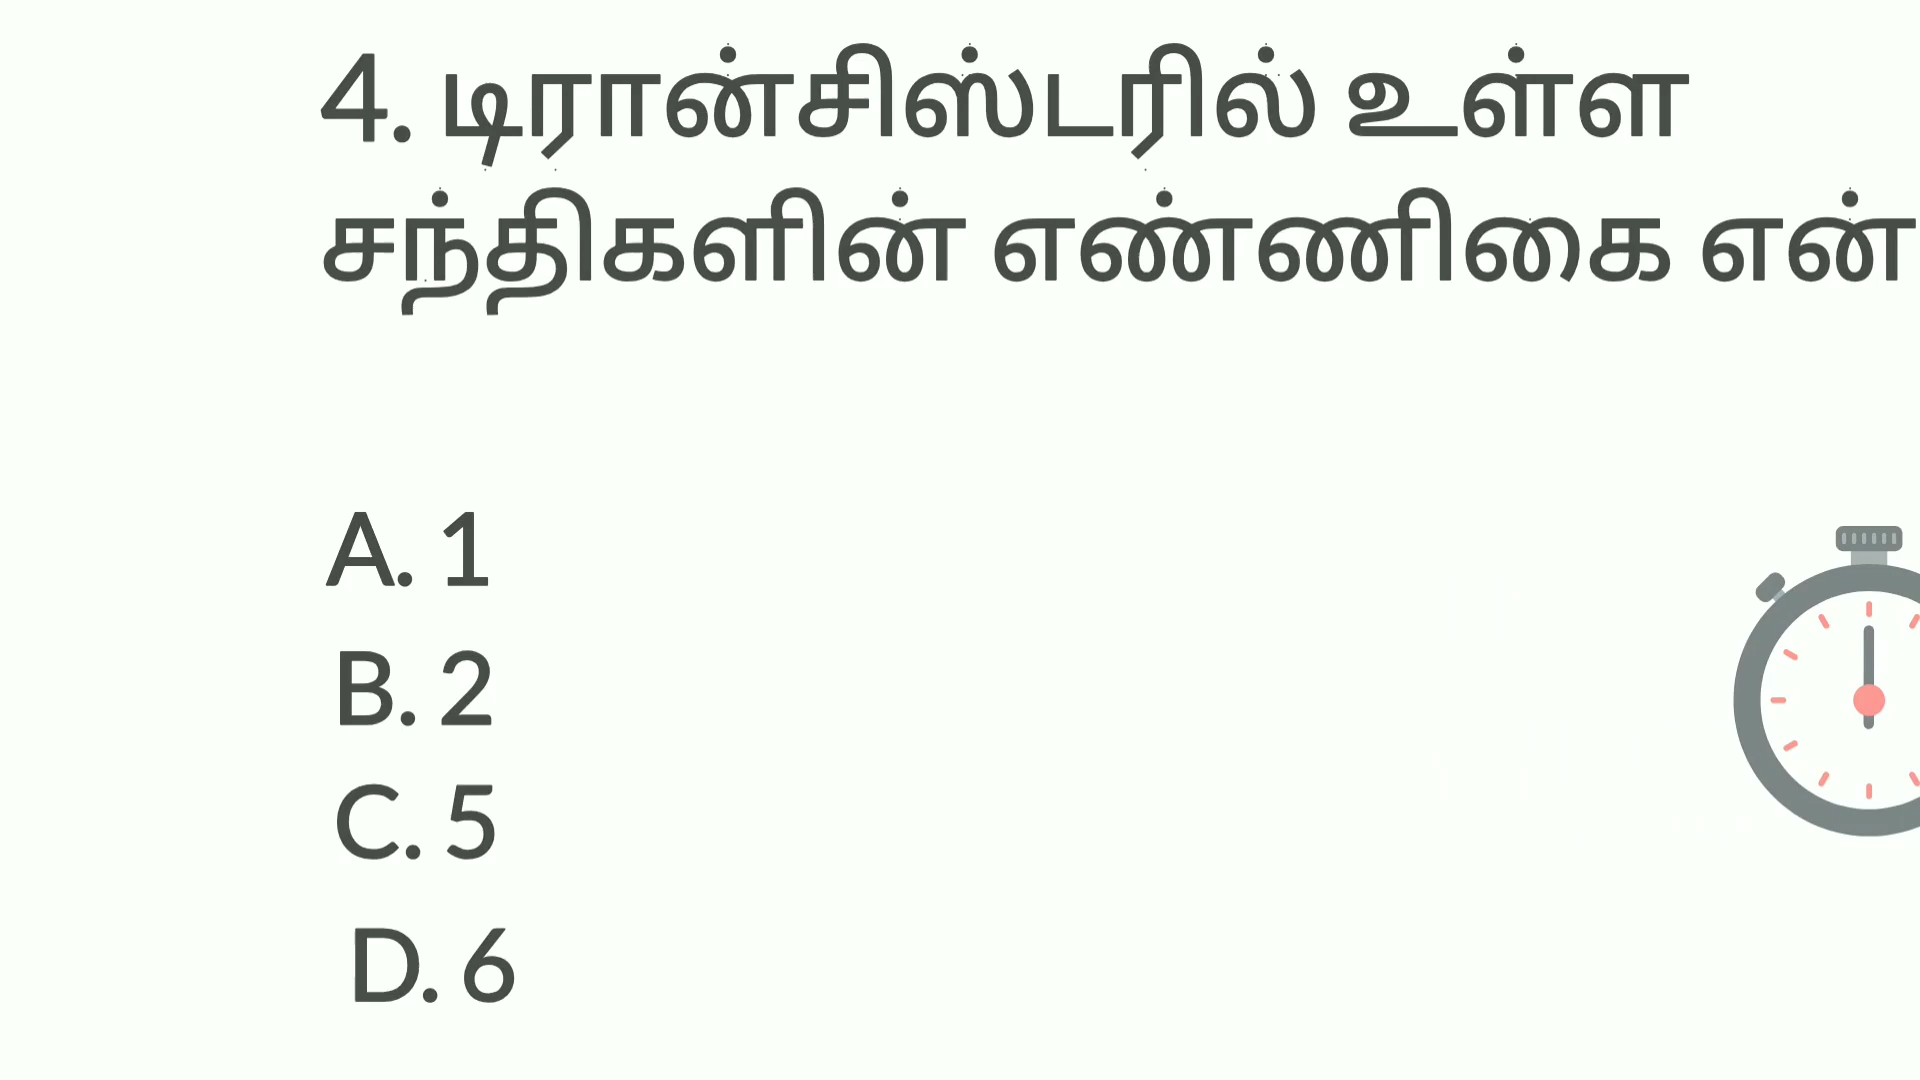 4. டிரான்சிஸ்டரில் உள்ள
சந்திகளின் எண்ணிகை என்
A. 1
B. 2
C. 5
D. 6